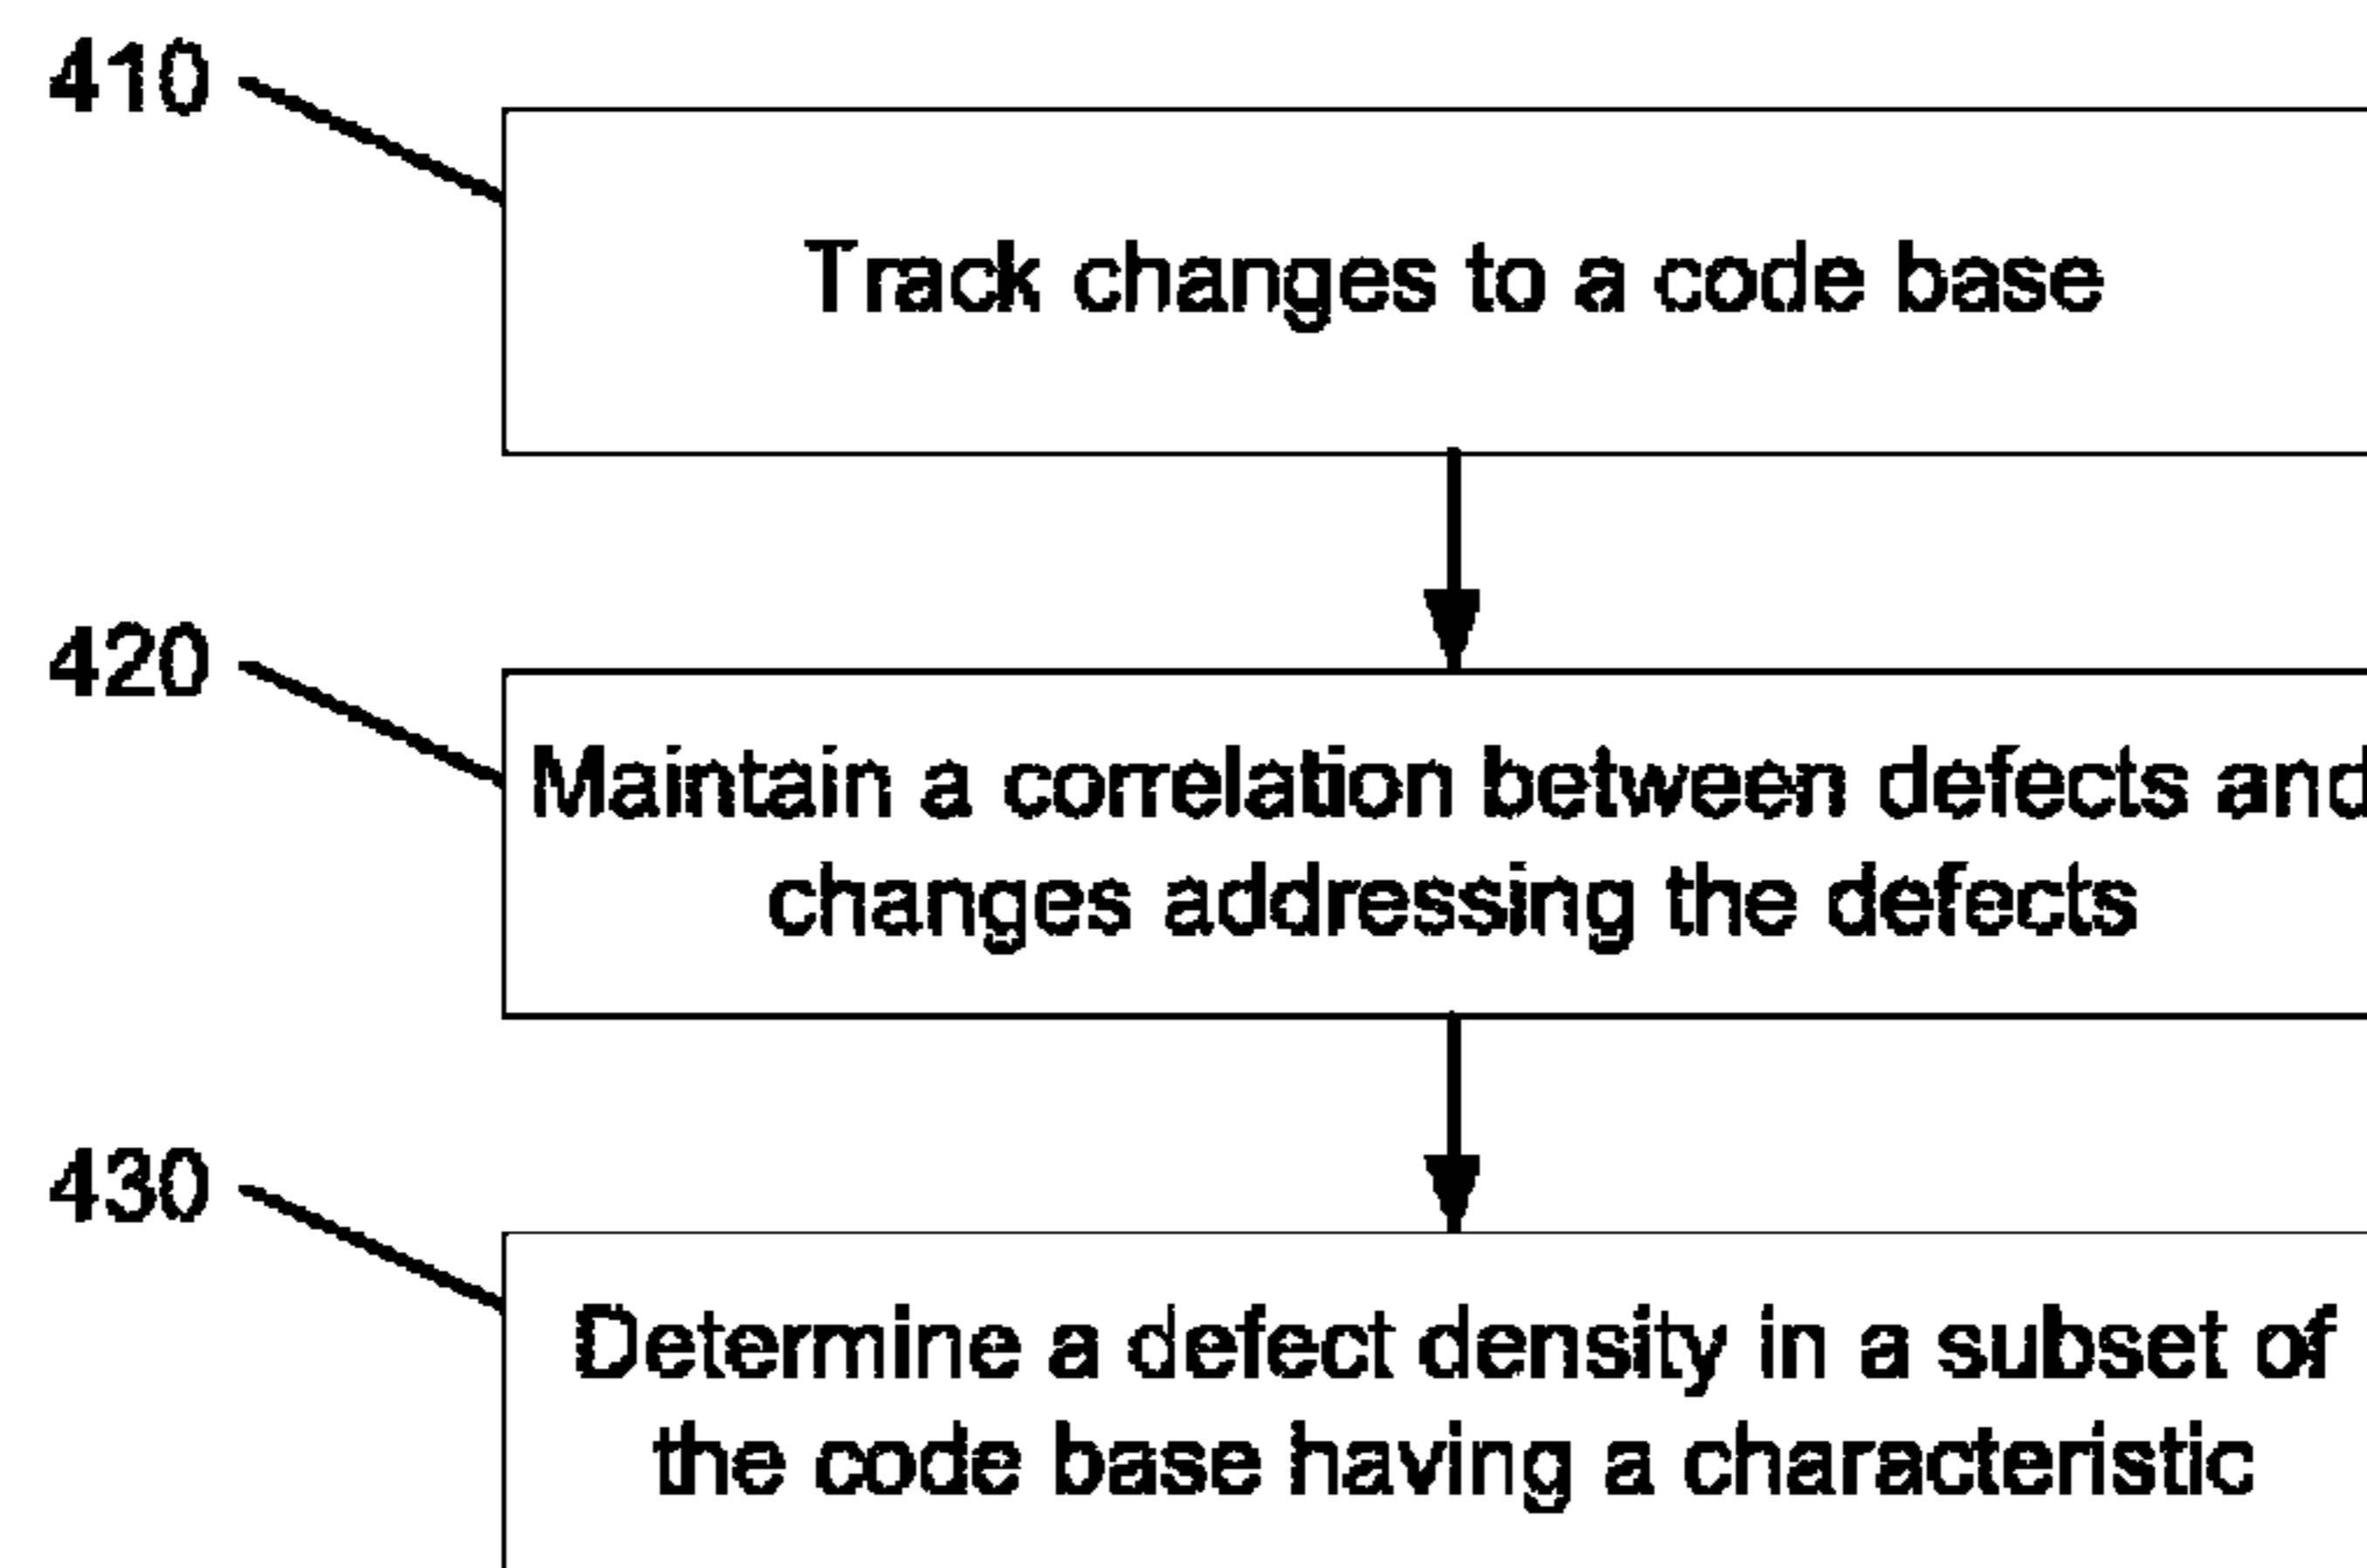 410
Track changes to a code base
420
Maintain a correlation between defects and
changes addressing the defects
430
Determine a defect density in a subset of
the code base having a characteristic